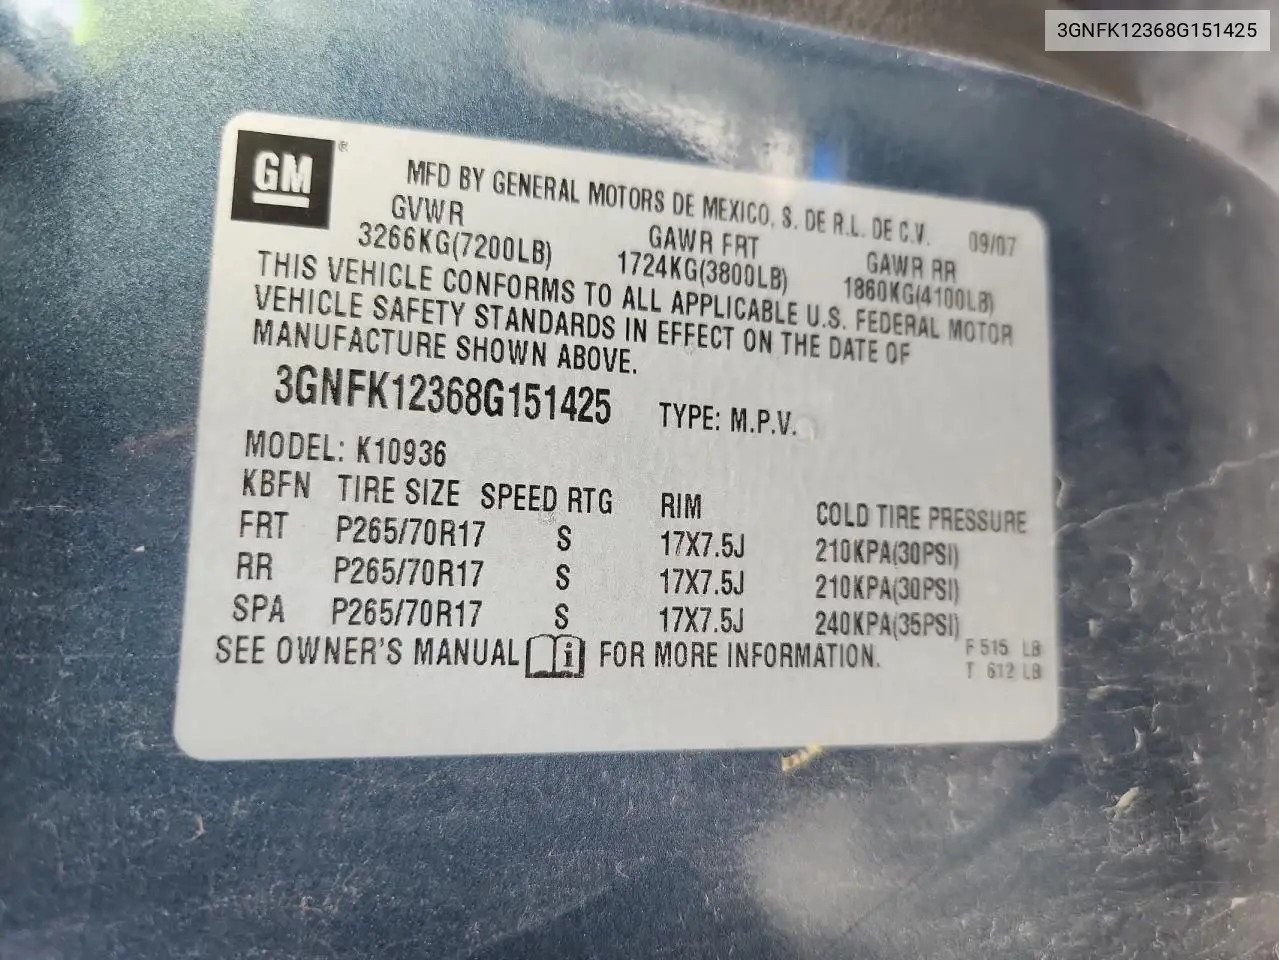 3GNFK12368G151425
GM ®
MFD BY GENERAL MOTORS DE MEXICO, S. DE R.L. DE C.V. 09/07
GVWR GAWR FRT GAWR RR
3266KG(7200LB) 1724KG(3800LB) 1860KG(4100LB)
THIS VEHICLE CONFORMS TO ALL APPLICABLE U.S. FEDERAL MOTOR
VEHICLE SAFETY STANDARDS IN EFFECT ON THE DATE OF
MANUFACTURE SHOWN ABOVE.
3GNFK12368G151425 TYPE: M.P.V.
MODEL: K10936
KBFN TIRE SIZE SPEED RTG RIM COLD TIRE PRESSURE
FRT P265/70R17 S 17X7.5J 210KPA(30PSI)
RR P265/70R17 S 17X7.5J 210KPA(30PSI)
SPA P265/70R17 S 17X7.5J 240KPA(35PSI)
SEE OWNER'S MANUAL i FOR MORE INFORMATION.
F 515 LB
T 612 LB